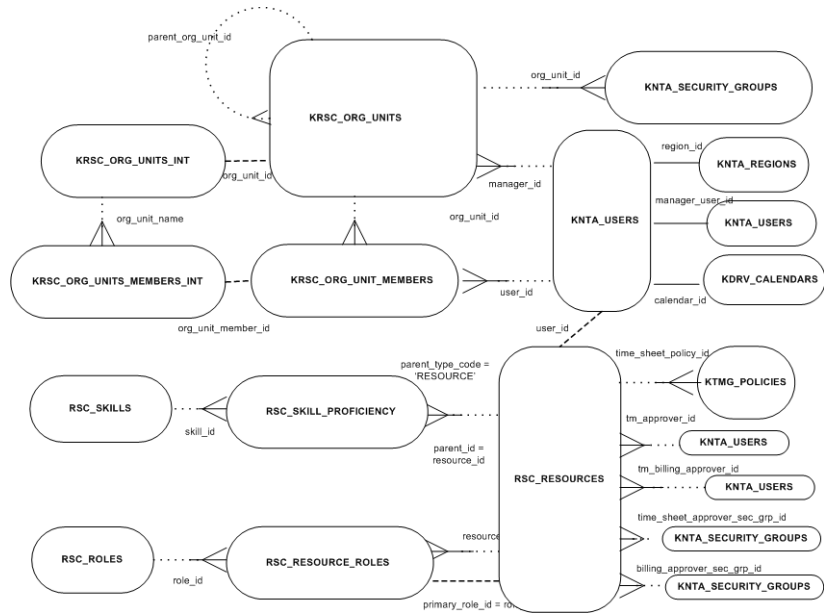 parent_org_unit_id
org_unit_id
KNTA_SECURITY_GROUPS
KRSC_ORG_UNITS
KRSC_ORG_UNITS_INT
org_unit_id
manager_id
region_id
KNTA_REGIONS
KNTA_USERS
manager_user_id
KNTA_USERS
org_unit_name
org_unit_id
KRSC_ORG_UNITS_MEMBERS_INT
KRSC_ORG_UNIT_MEMBERS
user_id
KDRV_CALENDARS
calendar_id
org_unit_member_id
user_id
parent_type_code =
'RESOURCE'
time_sheet_policy_id
KTMG_POLICIES
RSC_SKILLS
skill_id
RSC_SKILL_PROFICIENCY
parent_id =
resource_id
tm_approver_id
KNTA_USERS
RSC_RESOURCES
tm_billing_approver_id
KNTA_USERS
time_sheet_approver_sec_grp_id
KNTA_SECURITY_GROUPS
RSC_ROLES
role_id
RSC_RESOURCE_ROLES
resource
billing_approver_sec_grp_id
KNTA_SECURITY_GROUPS
primary_role_id =